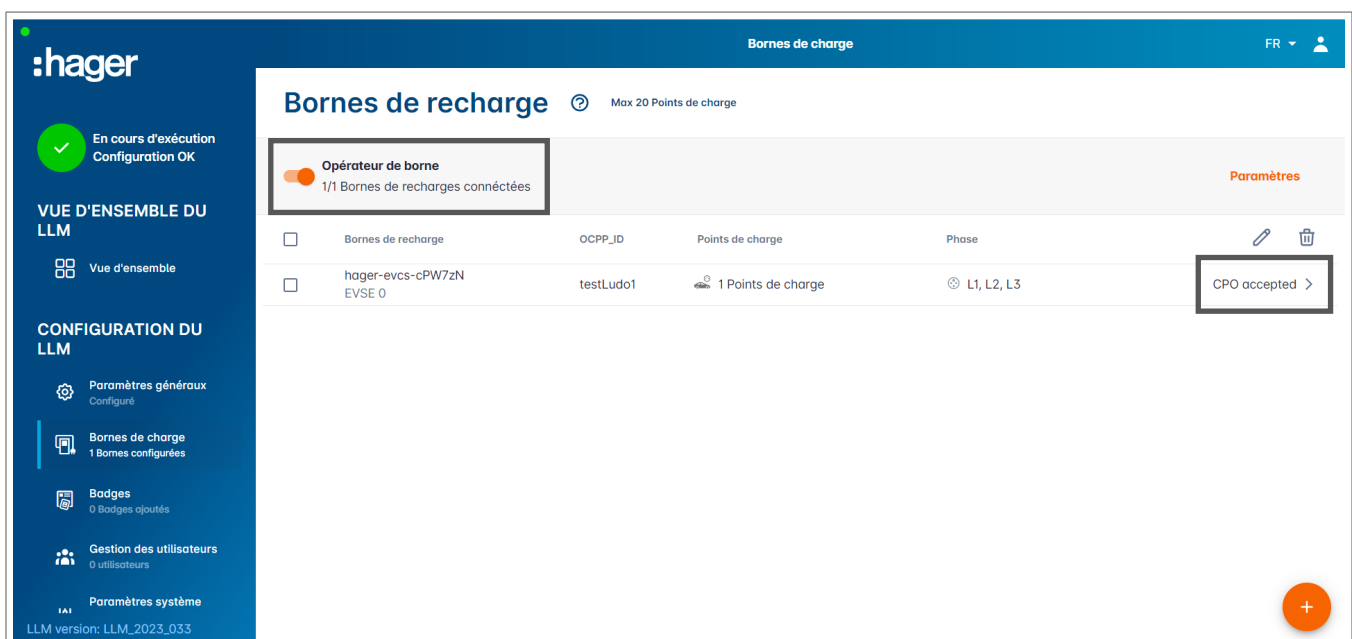 :hager
Bornes de charge
FR
En cours d'exécution
Configuration OK
VUE D'ENSEMBLE DU
LLM
Vue d'ensemble
CONFIGURATION DU
LLM
Paramètres généraux
Configuré
Bornes de charge
1 Bornes configurées
Badges
0 Badges ajoutés
Gestion des utilisateurs
0 utilisateurs
Paramètres système
LLM version: LLM_2023_033
Bornes de recharge
Max 20 Points de charge
Opérateur de borne
1/1 Bornes de recharges connéctées
Paramètres
Bornes de recharge OCPP_ID Points de charge Phase
hager-evcs-cPW7zN testLudo1 1 Points de charge L1, L2, L3 CPO accepted
EVSE 0